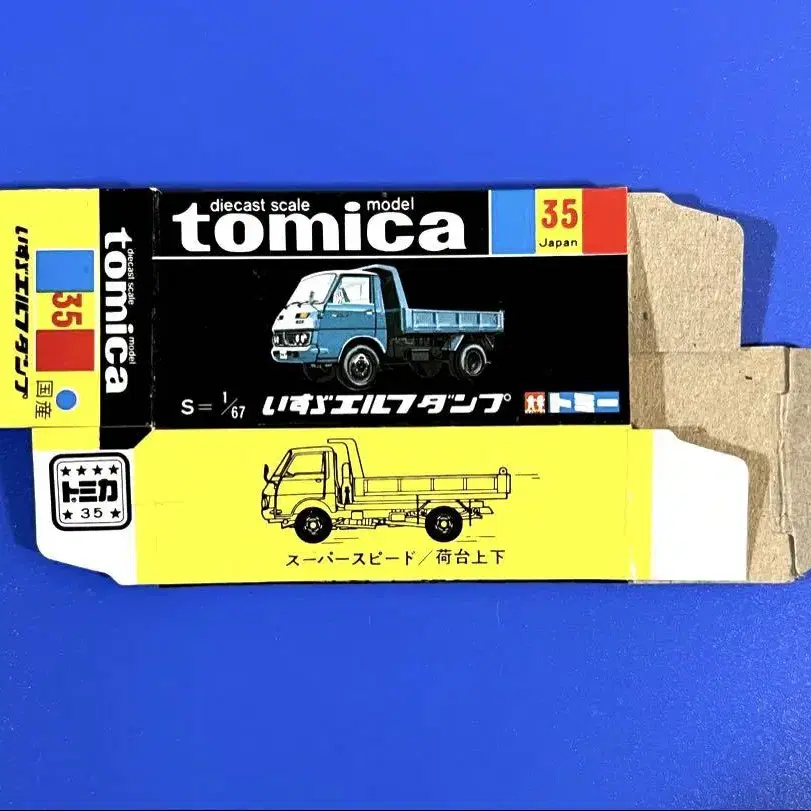 diecast scale model
tomica
35
Japan
S=1/67 いすゞエルフダンプ
トミー
スーパースピード/荷台上下
トミカ
35
diecast scale model
tomica
35
いすゞエルフダンプ
国産